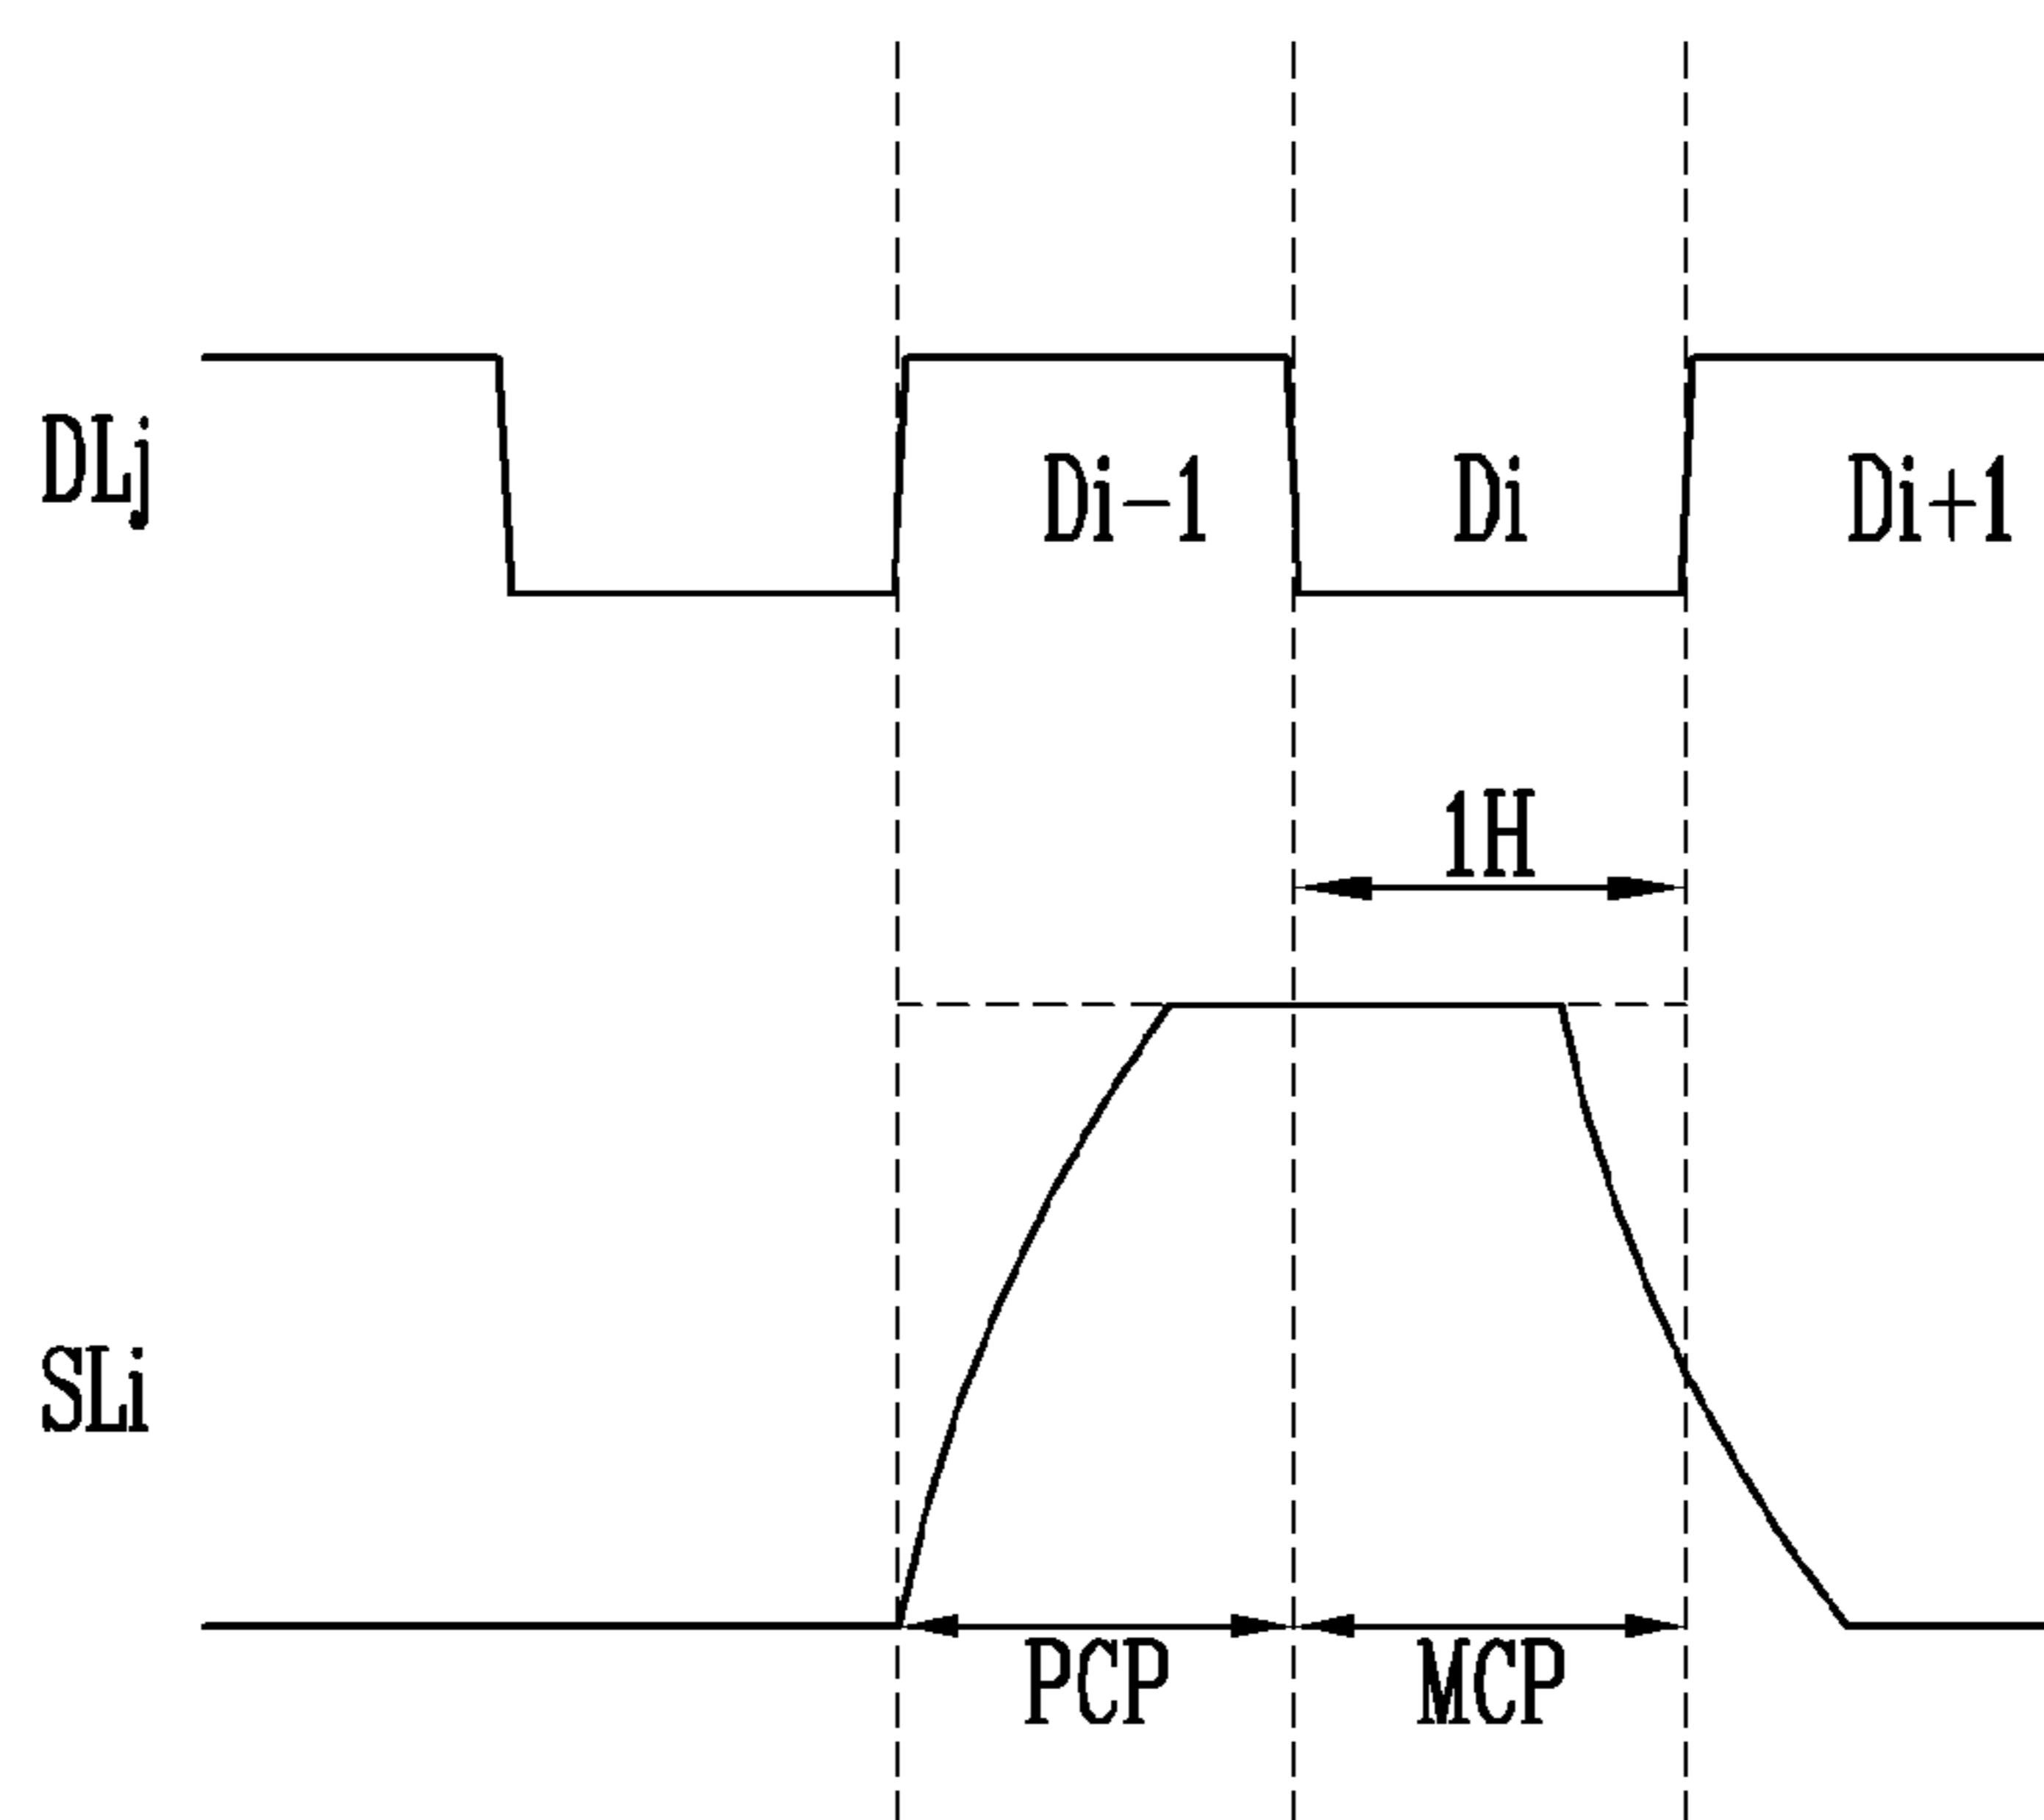 DLj
Di-1
Di
Di+1
1H
SLi
PCP
MCP